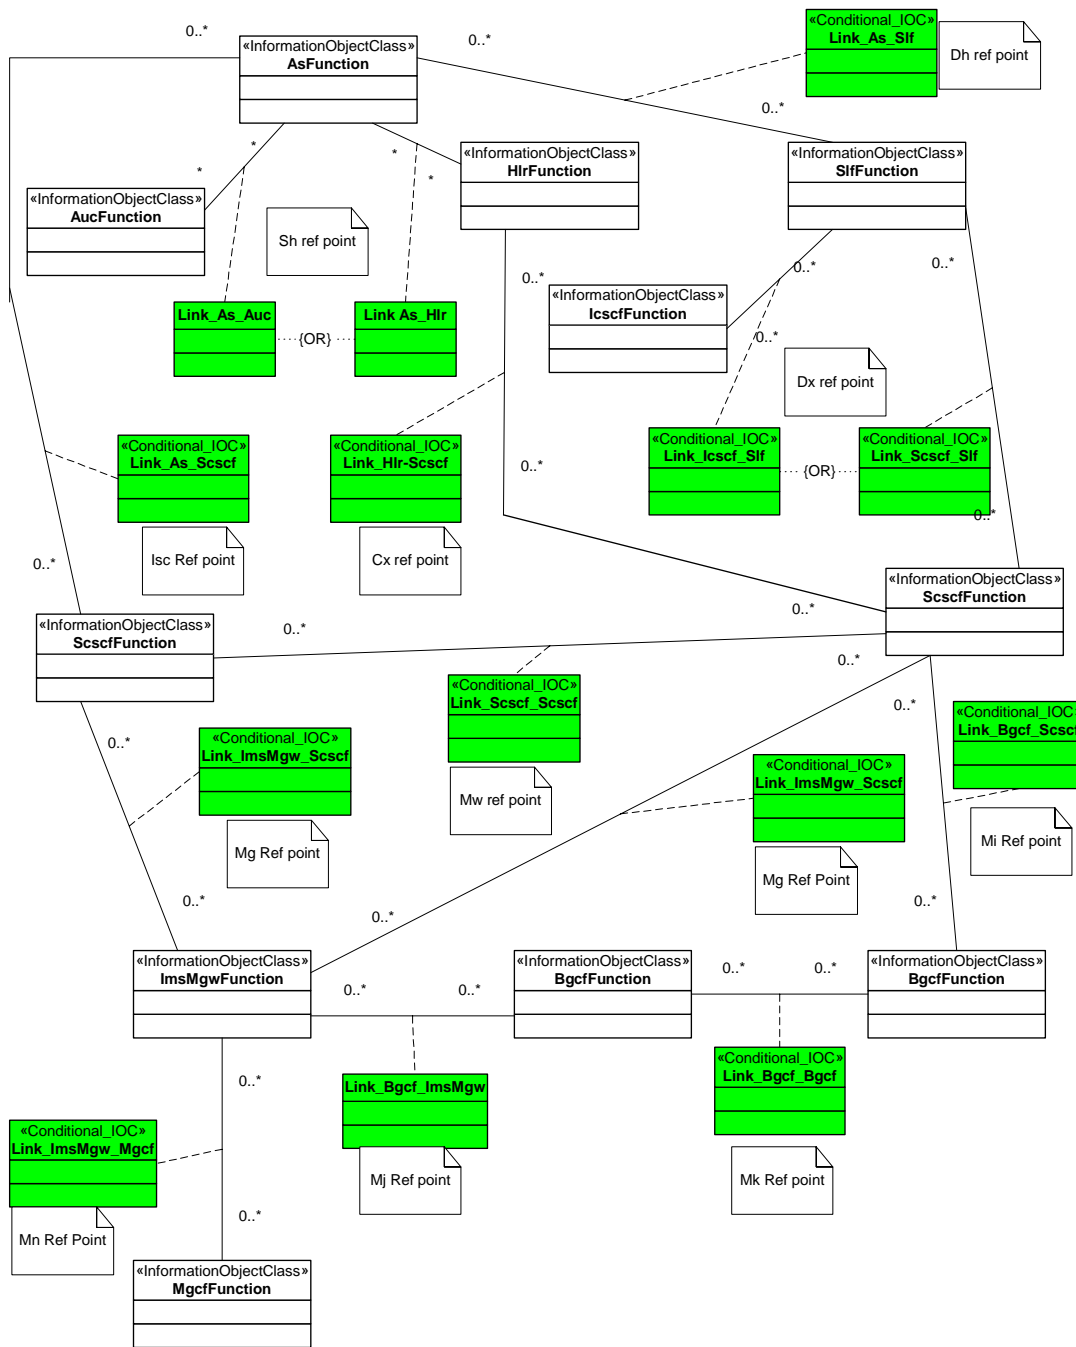 0..*
«InformationObjectClass»
AsFunction
0..*
«Conditional_IOC»
Link_As_Slf
Dh ref point
0..*
*
*
*
*
«InformationObjectClass»
HlrFunction
«InformationObjectClass»
SlfFunction
«InformationObjectClass»
AucFunction
Sh ref point
0..*
0..*
0..*
«InformationObjectClass»
IcscfFunction
Link_As_Auc
{OR}
Link As_Hlr
0..*
Dx ref point
«Conditional_IOC»
Link_As_Scscf
«Conditional_IOC»
Link_Hlr-Scscf
«Conditional_IOC»
Link_Icscf_Slf
{OR}
«Conditional_IOC»
Link_Scscf_Slf
0..*
0..*
Isc Ref point
Cx ref point
0..*
«InformationObjectClass»
ScscfFunction
0..*
«InformationObjectClass»
ScscfFunction
0..*
0..*
0..*
«Conditional_IOC»
Link_Scscf_Scscf
«Conditional_IOC»
Link_Bgcf_Scscf
0..*
«Conditional_IOC»
Link_ImsMgw_Scscf
«Conditional_IOC»
Link_ImsMgw_Scscf
Mw ref point
Mg Ref point
Mi Ref point
Mg Ref Point
0..*
0..*
0..*
«InformationObjectClass»
ImsMgwFunction
«InformationObjectClass»
BgcfFunction
«InformationObjectClass»
BgcfFunction
0..*
0..*
0..*
0..*
«Conditional_IOC»
Link_Bgcf_Bgcf
0..*
Link_Bgcf_ImsMgw
«Conditional_IOC»
Link_ImsMgw_Mgcf
Mj Ref point
Mk Ref point
0..*
Mn Ref Point
«InformationObjectClass»
MgcfFunction